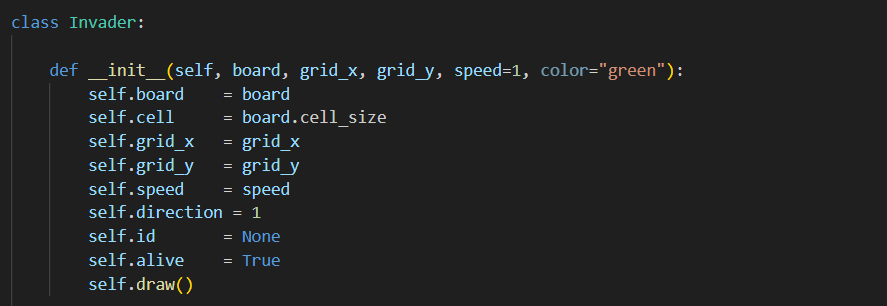 class Invader:
    def __init__(self, board, grid_x, grid_y, speed=1, color="green"):
        self.board    = board
        self.cell     = board.cell_size
        self.grid_x   = grid_x
        self.grid_y   = grid_y
        self.speed    = speed
        self.direction = 1
        self.id       = None
        self.alive    = True
        self.draw()